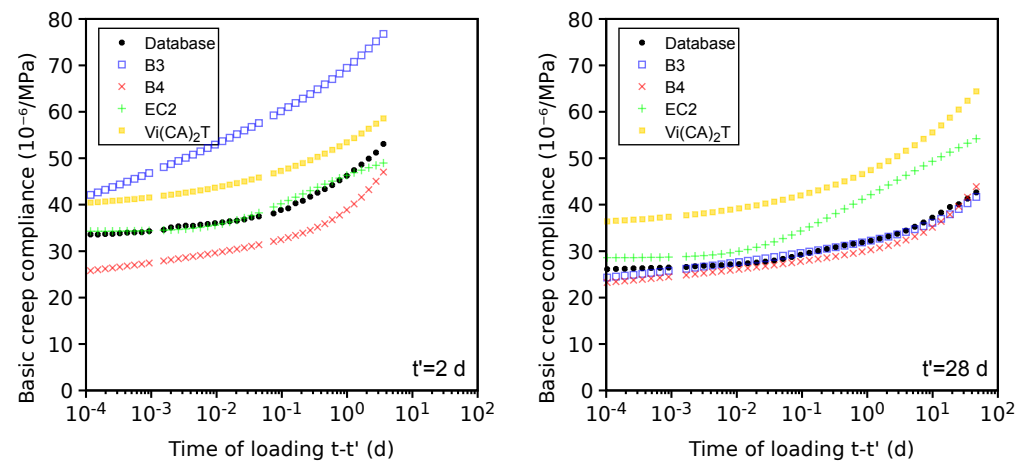 Basic creep compliance (10⁻⁶/MPa)
80
70
60
50
40
30
20
10
0
Database
B3
B4
EC2
Vi(CA)₂T
t'=2 d
10⁻⁴ 10⁻³ 10⁻² 10⁻¹ 10⁰ 10¹ 10²
Time of loading t-t' (d)
Basic creep compliance (10⁻⁶/MPa)
80
70
60
50
40
30
20
10
0
Database
B3
B4
EC2
Vi(CA)₂T
t'=28 d
10⁻⁴ 10⁻³ 10⁻² 10⁻¹ 10⁰ 10¹ 10²
Time of loading t-t' (d)